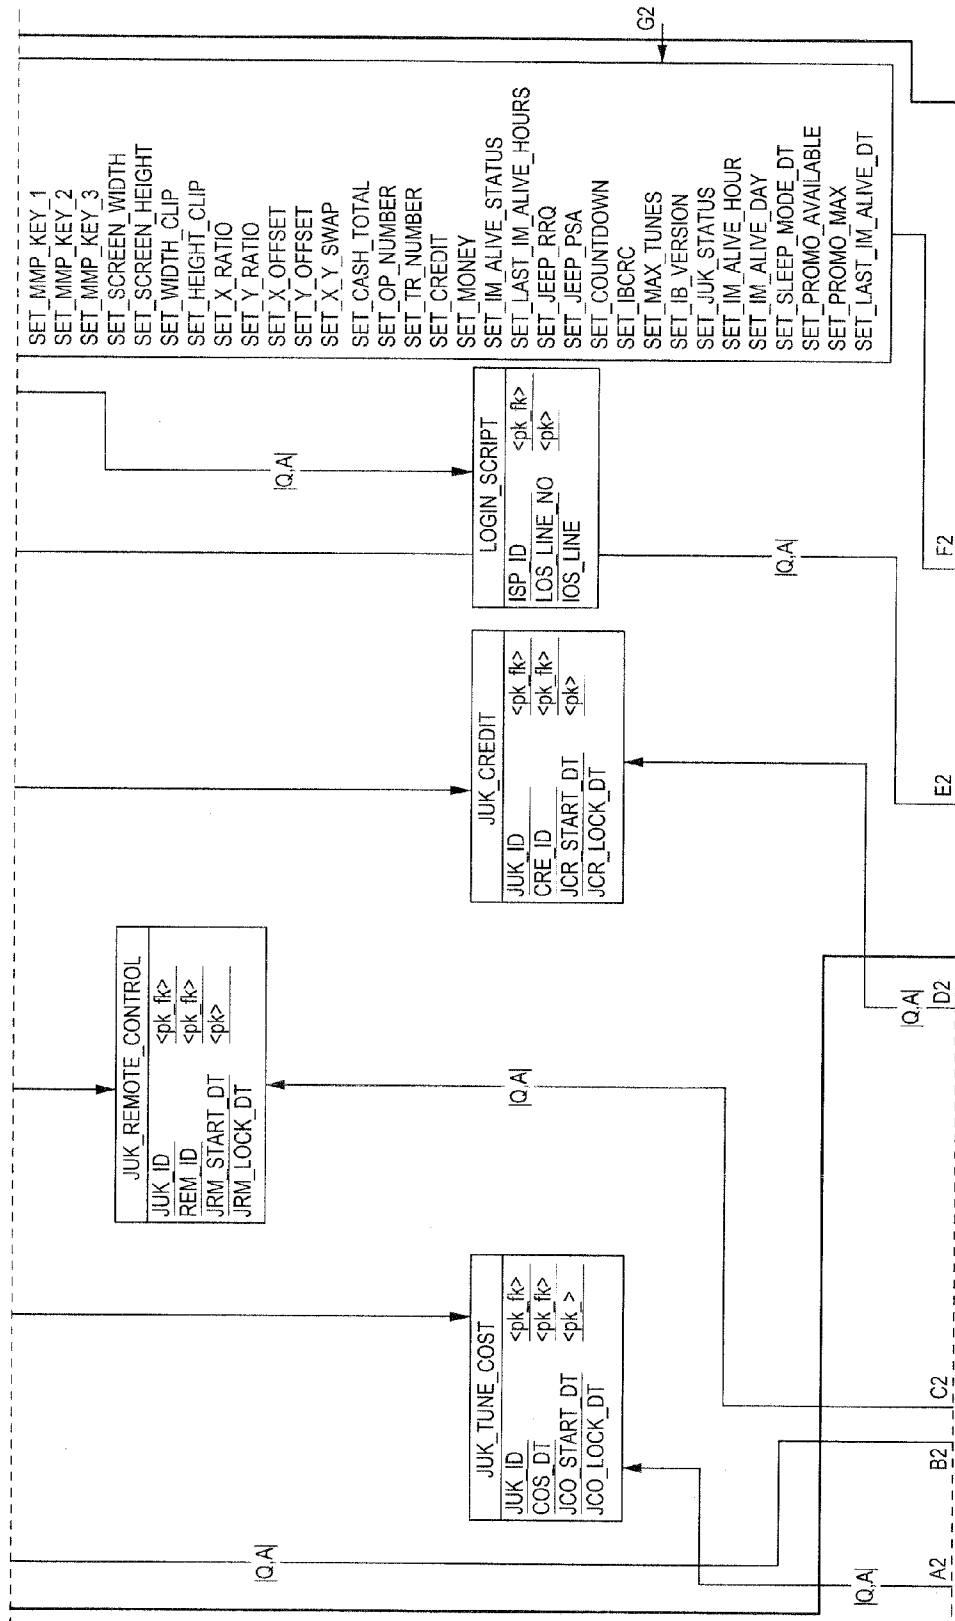 SET_MMP_KEY_1
SET_MMP_KEY_2
SET_MMP_KEY_3
SET_SCREEN_WIDTH
SET_SCREEN_HEIGHT
SET_WIDTH_CLIP
SET_HEIGHT_CLIP
SET_X_RATIO
SET_Y_RATIO
SET_X_OFFSET
SET_Y OFFSET
SET_X_Y_SWAP
SET_CASH_TOTAL
SET_OP_NUMBER
SET_TR_NUMBER
SET_CREDIT
SET_MONEY
SET_IM_ALIVE_STATUS
SET_LAST_IM_ALIVE_HOURS
SET_JEEP_RRQ
SET_JEEP_PSA
SET_COUNTDOWN
SET_IBCRC
SET_MAX_TUNES
SET_IB_VERSION
SET_JUK_STATUS
SET_IM_ALIVE_HOUR
SET_IM_ALIVE_DAY
SET_SLEEP_MODE_DT
SET_PROMO_AVAILABLE
SET_PROMO_MAX
SET_LAST_IM_ALIVE_DT
G2
|Q,A|
LOGIN_SCRIPT
ISP_ID <pk_fk>
LOS_LINE_NO <pk>
IOS_LINE
|Q,A|
F2
JUK_CREDIT
JUK_ID <pk_fk>
CRE_ID <pk_fk>
JCR_START_DT <pk>
JCR_LOCK_DT
E2
JUK_REMOTE_CONTROL
JUK_ID <pk_fk>
REM_ID <pk_fk>
JRM_START_DT <pk>
JRM_LOCK_DT
|Q,A|
|Q,A|
D2
JUK_TUNE_COST
JUK_ID <pk_fk>
COS_DT <pk_fk>
JCO_START_DT <pk_>
JCO_LOCK_DT
C2
|Q,A|
B2
|Q,A|
A2